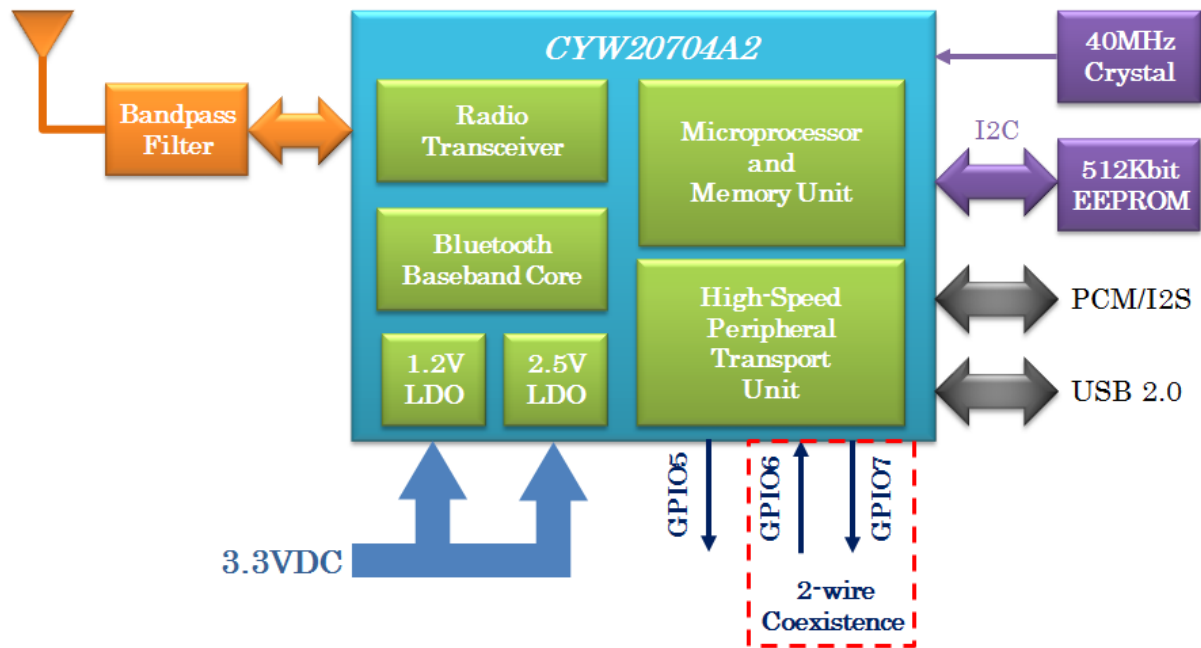 CYW20704A2
40MHz
Crystal
Bandpass
Filter
Radio
Transceiver
Microprocessor
and
Memory Unit
I2C
512Kbit
EEPROM
Bluetooth
Baseband Core
High-Speed
Peripheral
Transport
Unit
PCM/I2S
1.2V
LDO
2.5V
LDO
USB 2.0
GPIO5
GPIO6
GPIO7
3.3VDC
2-wire
Coexistence